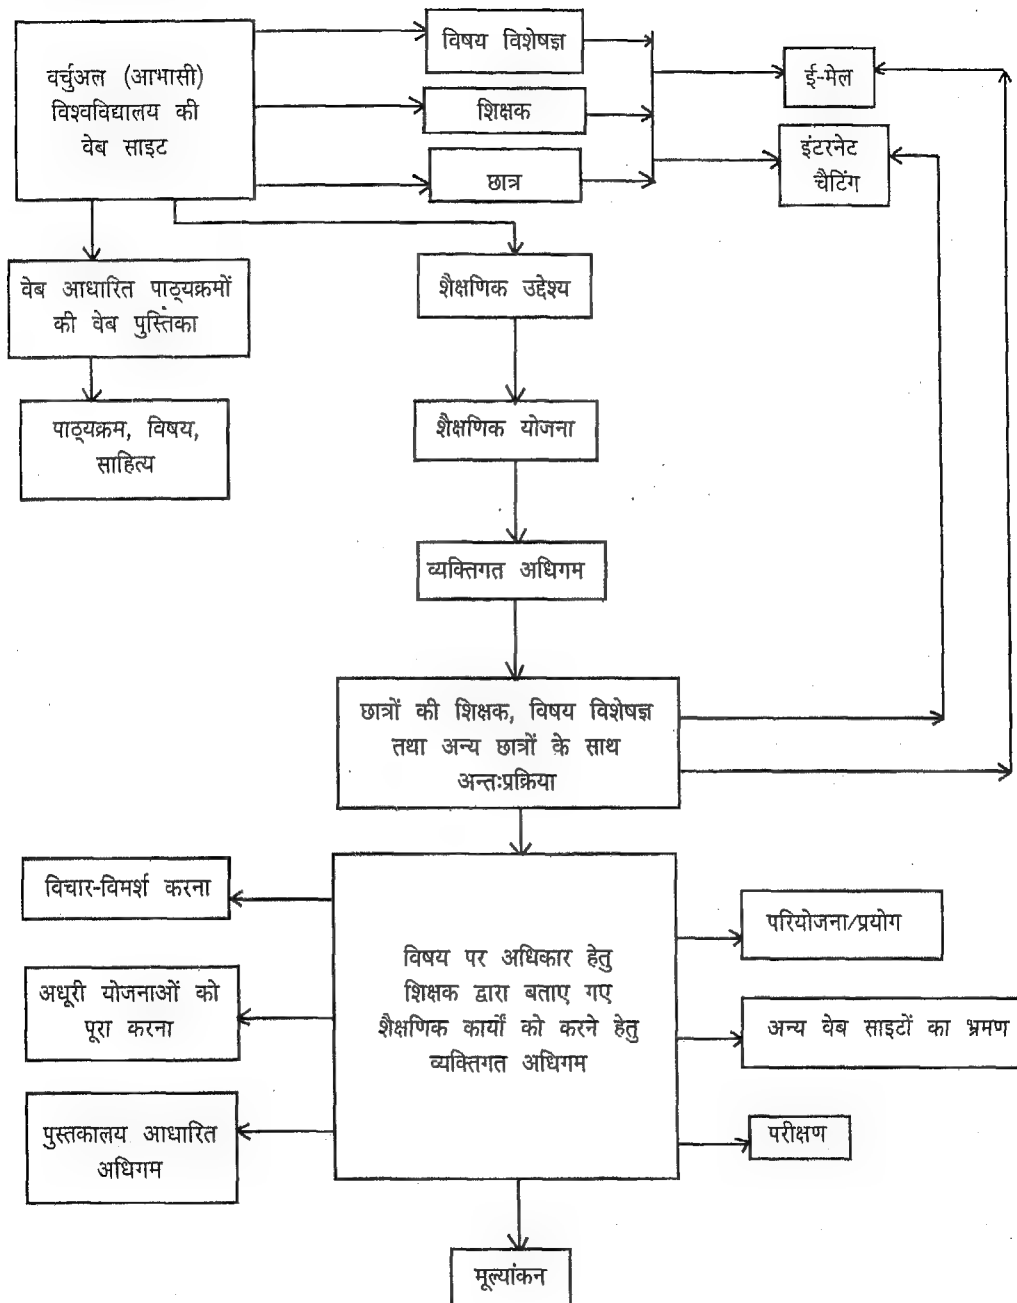 वर्चुअल (आभासी)
विश्वविद्यालय की
वेब साइट
विषय विशेषज्ञ
शिक्षक
छात्र
ई-मेल
इंटरनेट
चैटिंग
वेब आधारित पाठ्यक्रमों
की वेब पुस्तिका
शैक्षणिक उद्देश्य
पाठ्यक्रम, विषय,
साहित्य
शैक्षणिक योजना
व्यक्तिगत अधिगम
छात्रों की शिक्षक, विषय विशेषज्ञ
तथा अन्य छात्रों के साथ
अन्तःप्रक्रिया
विचार-विमर्श करना
अधूरी योजनाओं को
पूरा करना
पुस्तकालय आधारित
अधिगम
विषय पर अधिकार हेतु
शिक्षक द्वारा बताए गए
शैक्षणिक कार्यों को करने हेतु
व्यक्तिगत अधिगम
परियोजना/प्रयोग
अन्य वेब साइटों का भ्रमण
परीक्षण
मूल्यांकन